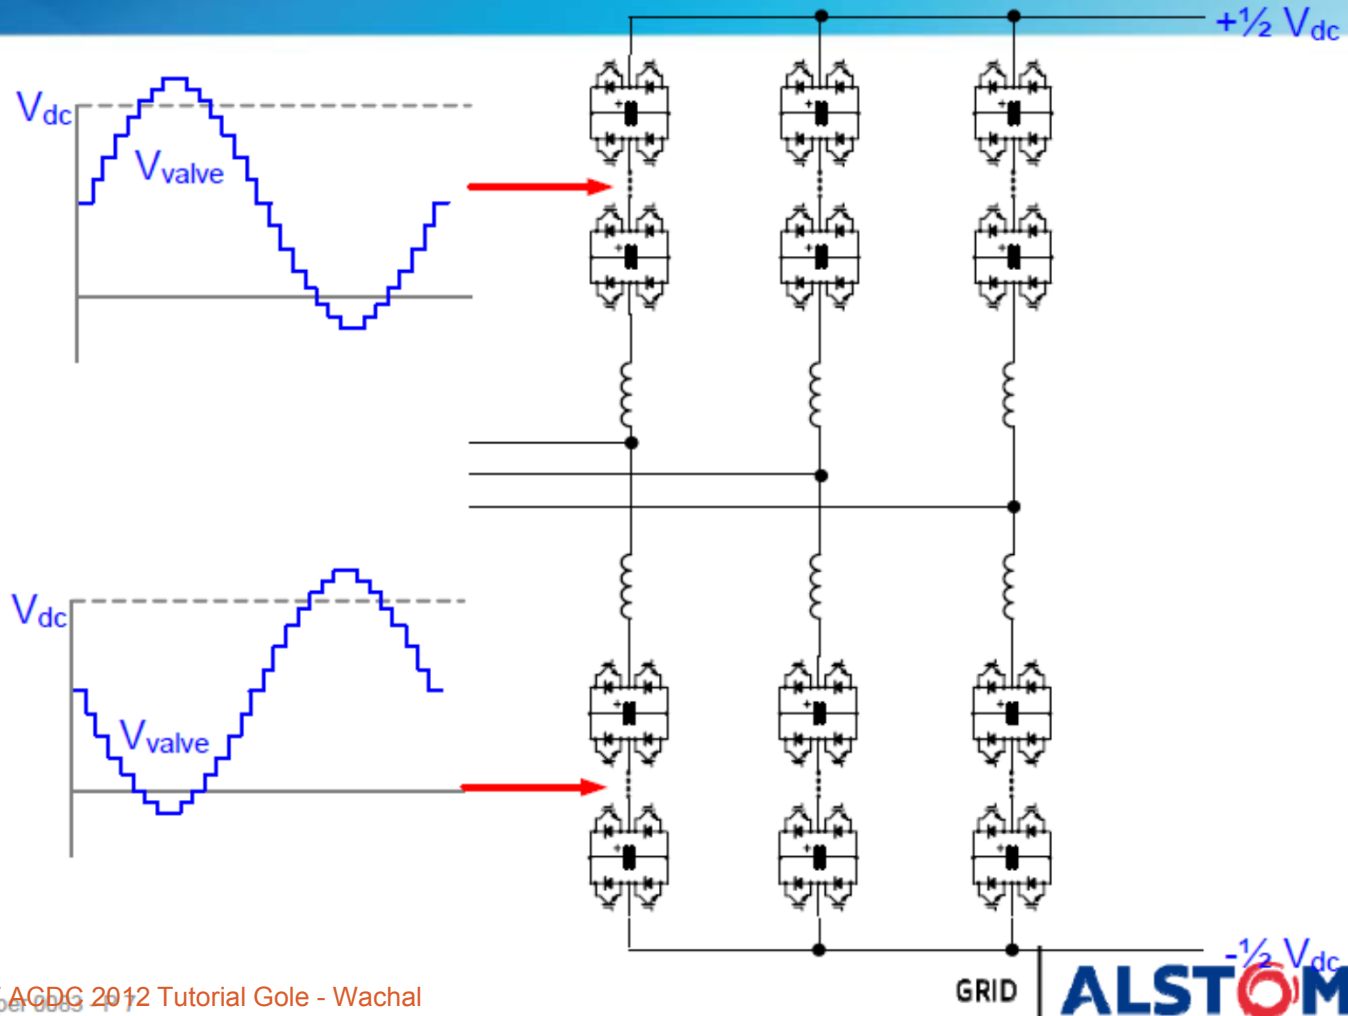 +½ Vdc
Vdc
Vvalve
Vdc
Vvalve
-½ Vdc
ACDC 2012 Tutorial Gole - Wachal
GRID
ALSTOM